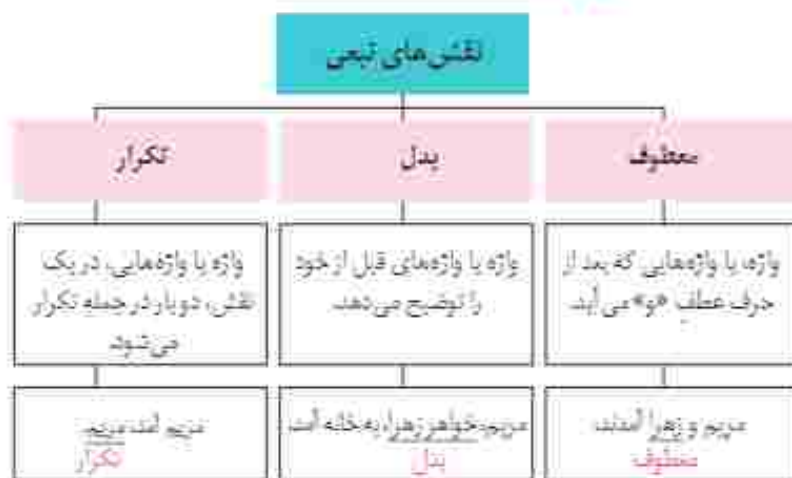 نقش‌های تبعی
معطوف
بدل
تکرار
واژه یا واژه‌هایی که بعد از
حرف عطف «و» می‌آید.
واژه یا واژه‌های قبل از خود
را توضیح می‌دهد.
واژه یا واژه‌هایی، در یک
نقش، دو بار در جمله تکرار
می‌شود.
مریم و زهرا آمدند.
معطوف
مریم، خواهر زهرا، به خانه آمد.
بدل
مریم آمد، مریم.
تکرار